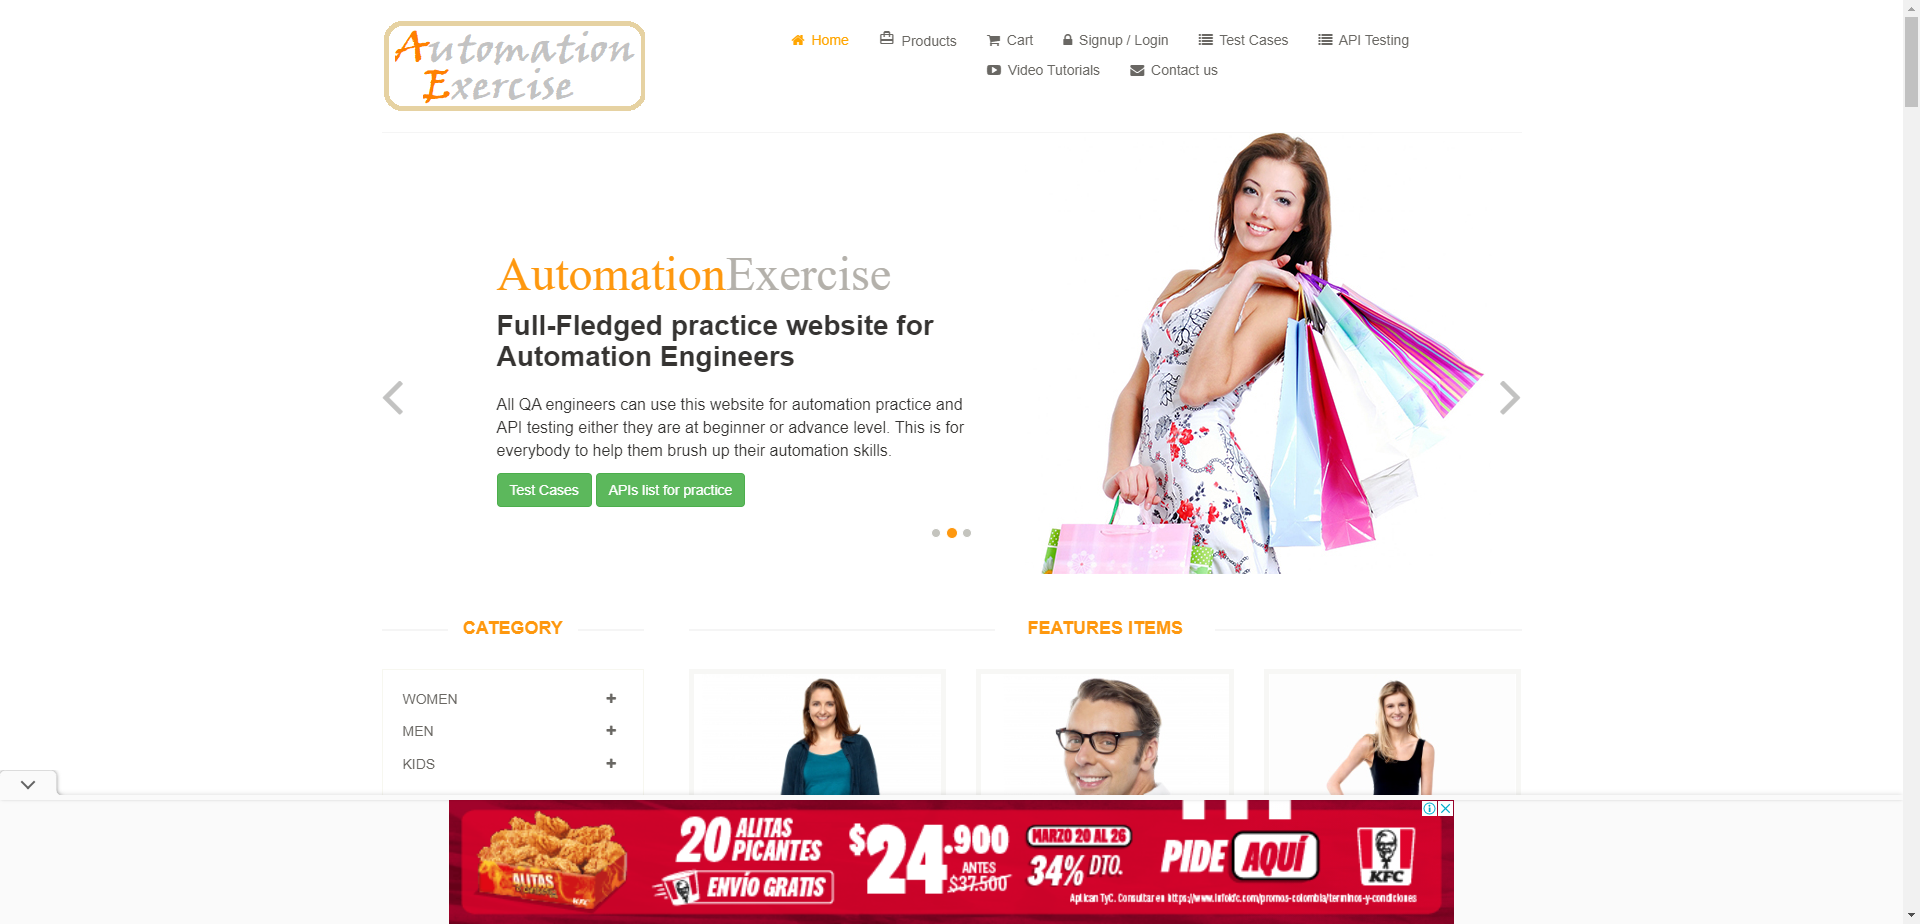 Automation
Exercise
Home
Products
Cart
Signup / Login
Test Cases
API Testing
Video Tutorials
Contact us
AutomationExercise
Full-Fledged practice website for
Automation Engineers
All QA engineers can use this website for automation practice and
API testing either they are at beginner or advance level. This is for
everybody to help them brush up their automation skills.
Test Cases
APIs list for practice
CATEGORY
FEATURES ITEMS
WOMEN
MEN
KIDS
ALITAS
KFC
20 ALITAS
PICANTES
ENVÍO GRATIS
$24.900
ANTES
$37.500
MARZO 20 AL 26
34% DTO.
PIDE AQUÍ
KFC
Aplican TyC. Consultar en https://www.infokfc.com/promos-colombia/terminos-y-condiciones